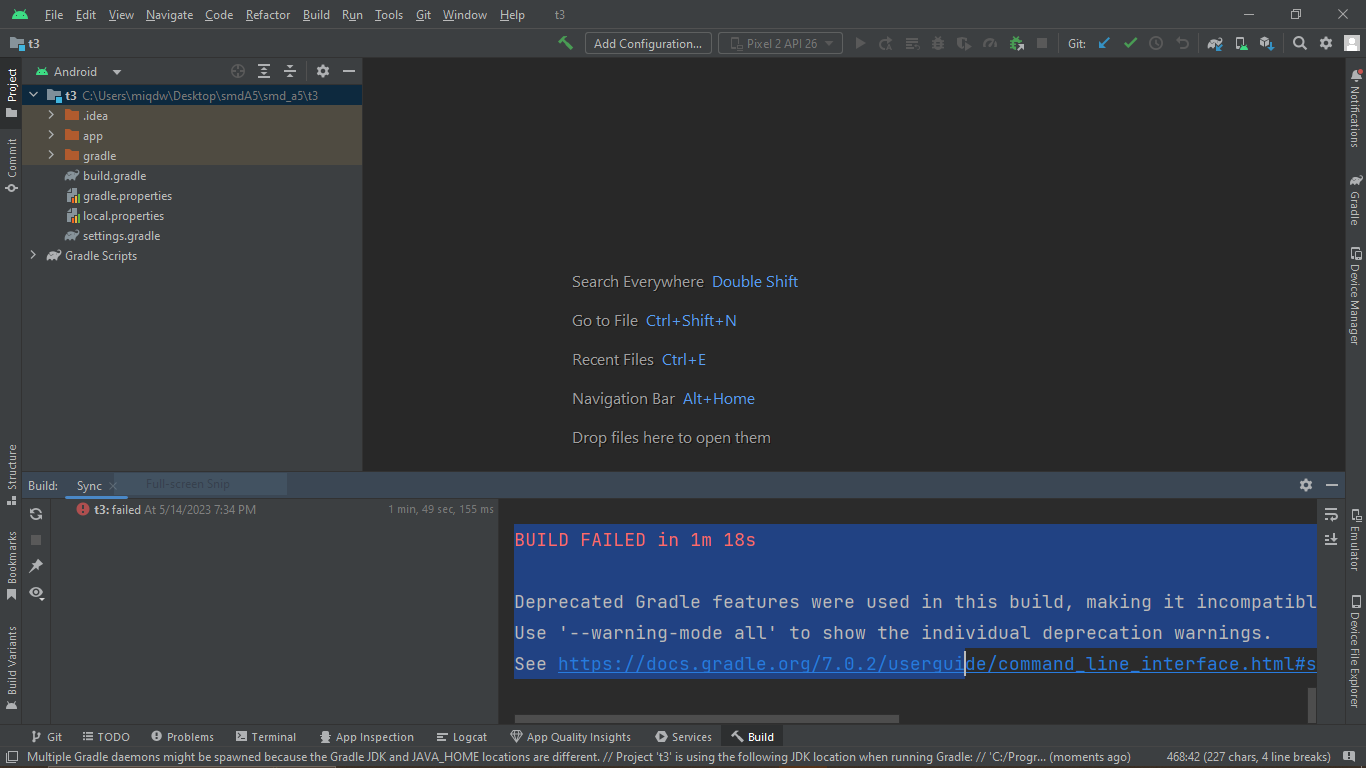 File Edit View Navigate Code Refactor Build Run Tools Git Window Help t3
t3 Add Configuration... Pixel 2 API 26 Git:
Project
Commit
Structure
Bookmarks
Build Variants
Android
t3 C:\Users\miqdw\Desktop\smdA5\smd_a5\t3
.idea
app
gradle
build.gradle
gradle.properties
local.properties
settings.gradle
Gradle Scripts
Search Everywhere Double Shift
Go to File Ctrl+Shift+N
Recent Files Ctrl+E
Navigation Bar Alt+Home
Drop files here to open them
Notifications
Gradle
Device Manager
Emulator
Device File Explorer
Build: Sync Full-screen Snip
t3: failed At 5/14/2023 7:34 PM 1 min, 49 sec, 155 ms
BUILD FAILED in 1m 18s
Deprecated Gradle features were used in this build, making it incompatibl
Use '--warning-mode all' to show the individual deprecation warnings.
See https://docs.gradle.org/7.0.2/userguide/command_line_interface.html#s
Git TODO Problems Terminal App Inspection Logcat App Quality Insights Services Build
Multiple Gradle daemons might be spawned because the Gradle JDK and JAVA_HOME locations are different. // Project 't3' is using the following JDK location when running Gradle: // 'C:/Progr... (moments ago) 468:42 (227 chars, 4 line breaks)